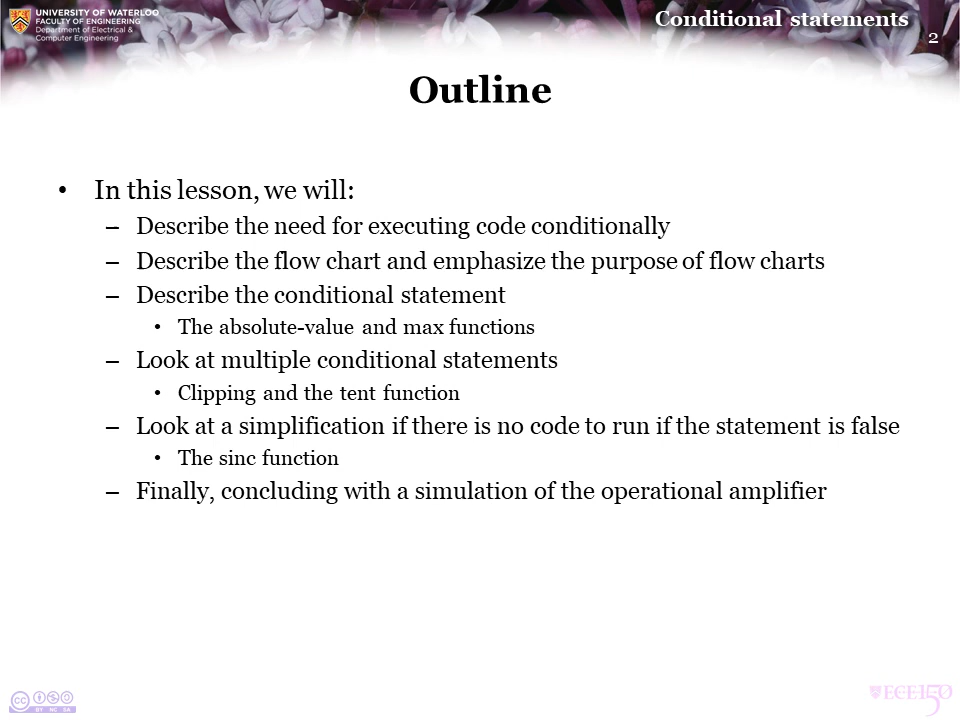 UNIVERSITY OF WATERLOO
FACULTY OF ENGINEERING
Department of Electrical &
Computer Engineering
Conditional statements
2
Outline
• In this lesson, we will:
– Describe the need for executing code conditionally
– Describe the flow chart and emphasize the purpose of flow charts
– Describe the conditional statement
• The absolute-value and max functions
– Look at multiple conditional statements
• Clipping and the tent function
– Look at a simplification if there is no code to run if the statement is false
• The sinc function
– Finally, concluding with a simulation of the operational amplifier
cc
BY NC SA
ECE150